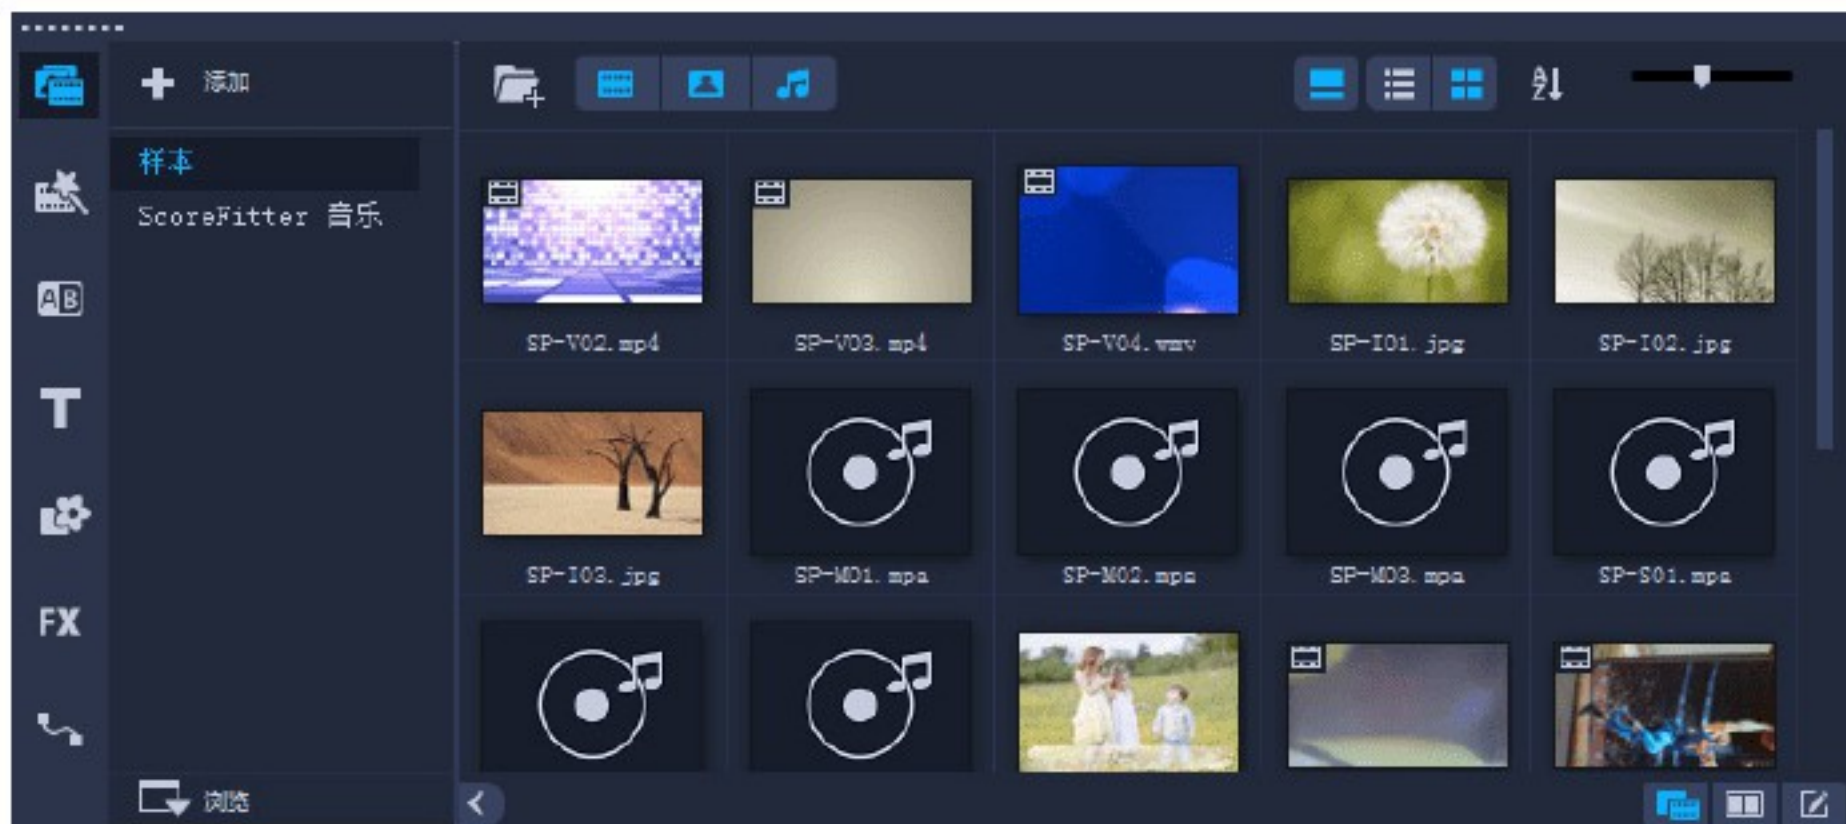 添加
样本
ScoreFitter 音乐
AB
T
FX
浏览
A
Z
SP-V02.mp4
SP-V03.mp4
SP-V04.wmv
SP-I01.jpg
SP-I02.jpg
SP-I03.jpg
SP-M01.mpa
SP-M02.mpa
SP-M03.mpa
SP-S01.mpa